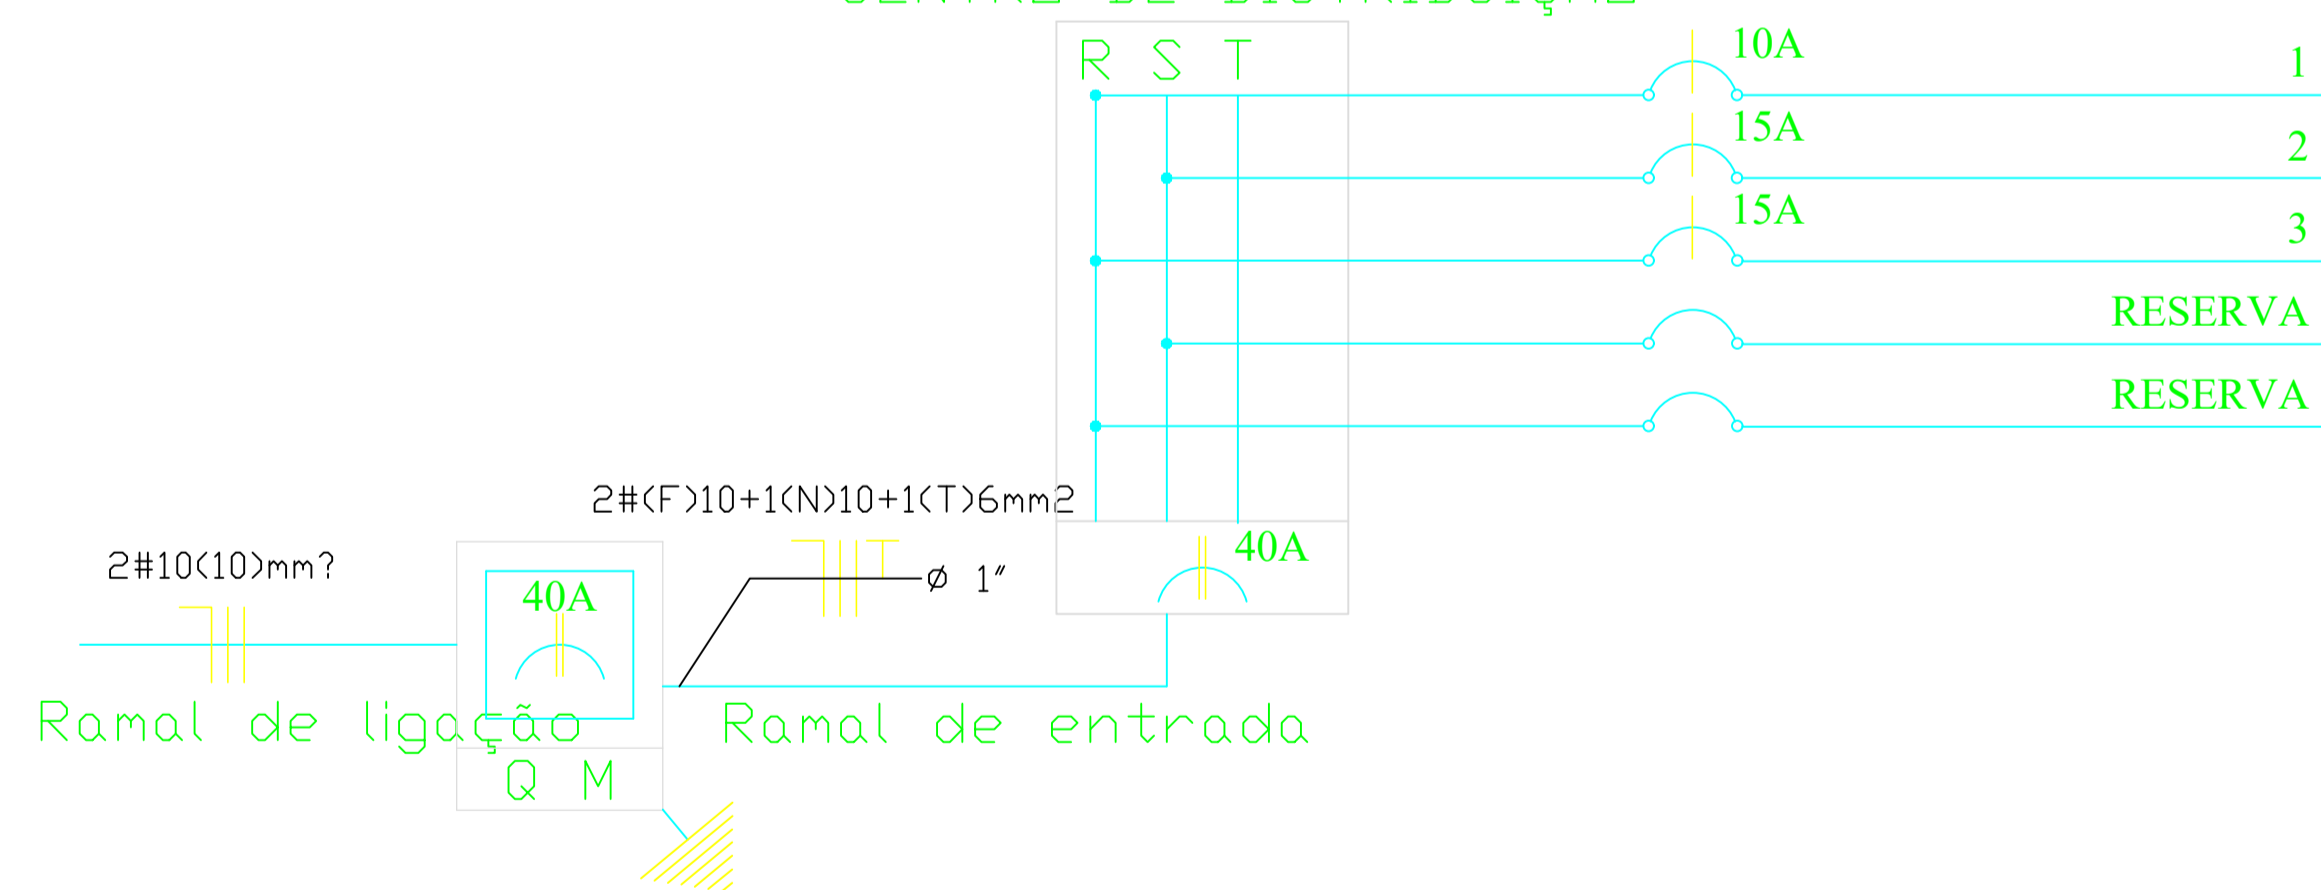 R S T
10A
1
15A
2
15A
3
RESERVA
RESERVA
2#(F)10+1(N)10+1(T)6mm2
40A
2#10(10)mm?
40A
Ø 1"
Ramal de ligação
Ramal de entrada
Q M